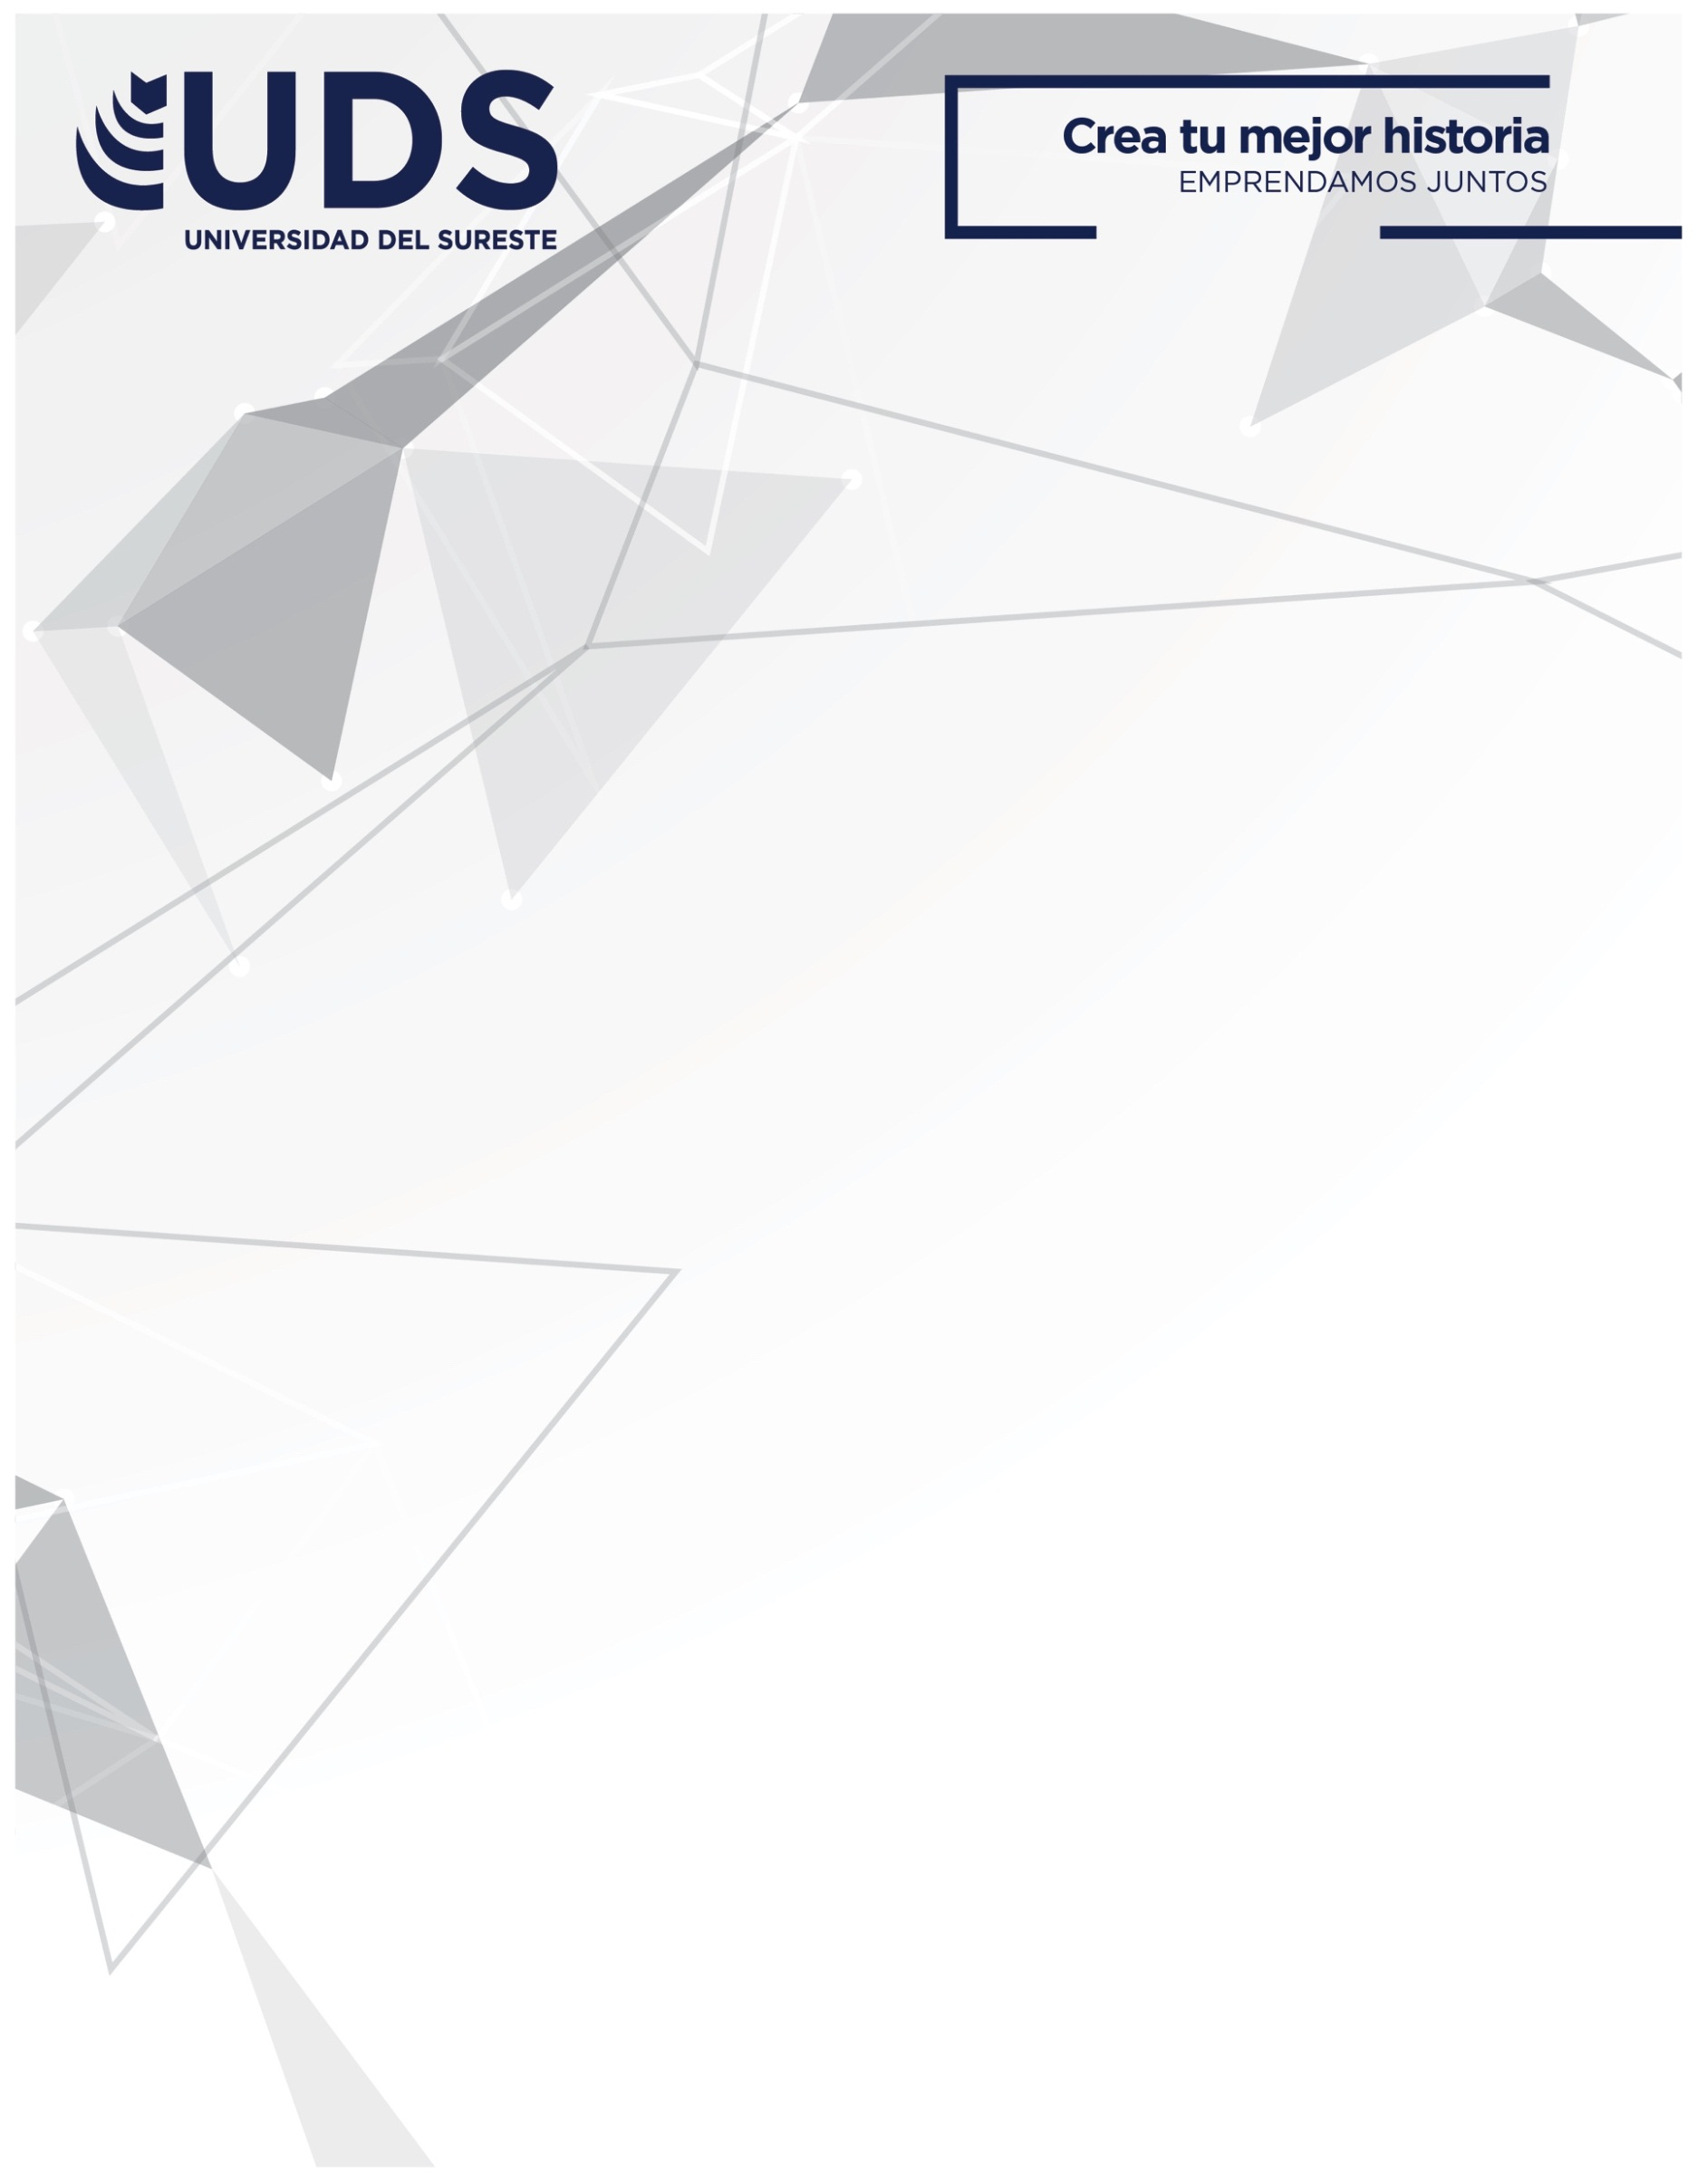 UDS
UNIVERSIDAD DEL SURESTE
Crea tu mejor historia
EMPRENDAMOS JUNTOS